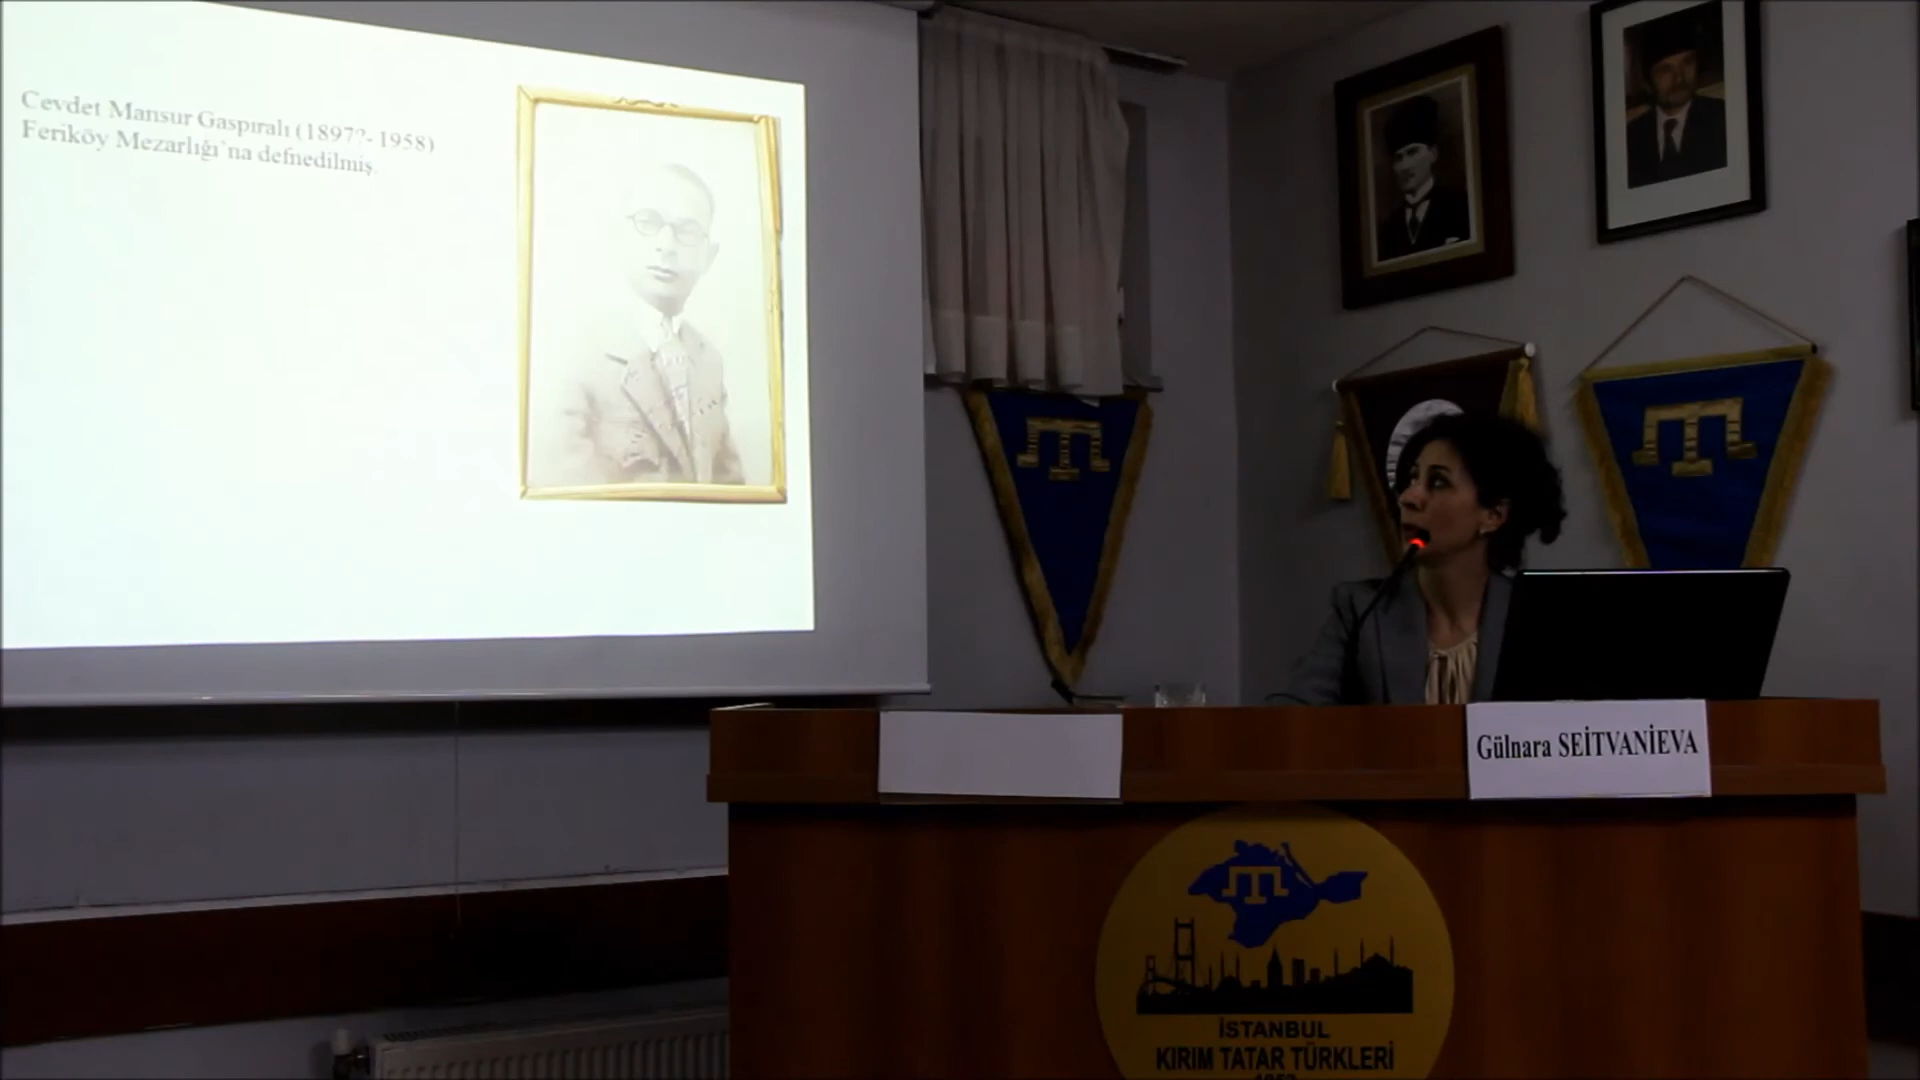 Cevdet Mansur Gaspıralı (1897?- 1958)
Feriköy Mezarlığı`na defnedilmiş.
Gülnara SEİTVANİEVA
İSTANBUL
KIRIM TATAR TÜRKLERİ